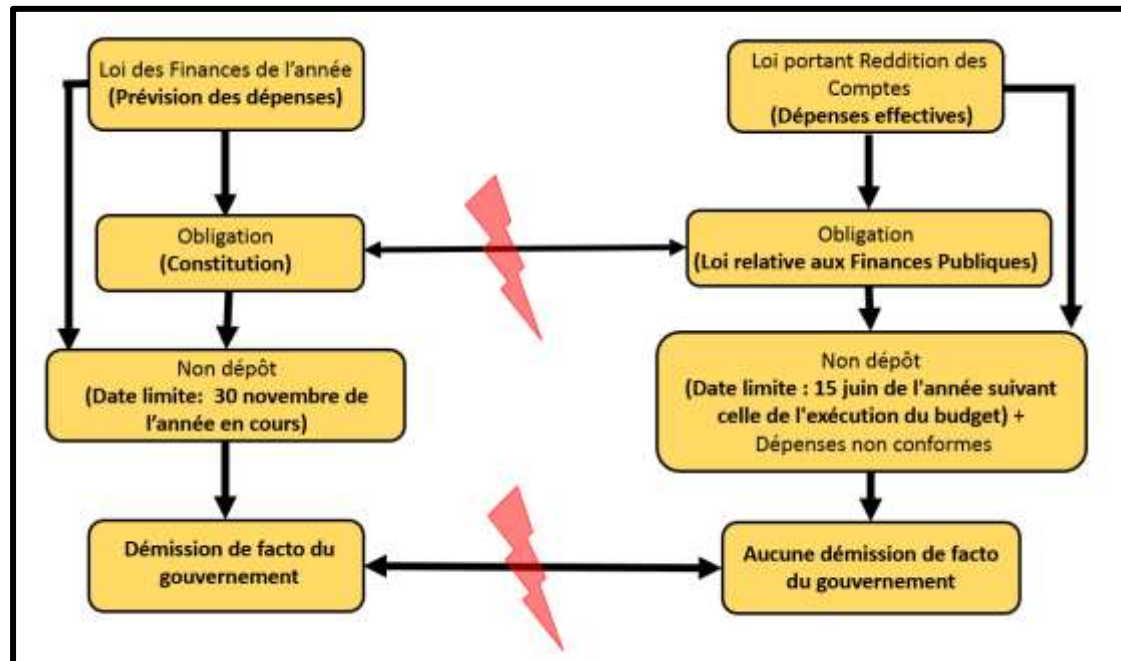 Loi des Finances de l'année
(Prévision des dépenses)
Obligation
(Constitution)
Non dépôt
(Date limite: 30 novembre de
l'année en cours)
Démission de facto du
gouvernement
Loi portant Reddition des
Comptes
(Dépenses effectives)
Obligation
(Loi relative aux Finances Publiques)
Non dépôt
(Date limite : 15 juin de l'année suivant
celle de l'exécution du budget) +
Dépenses non conformes
Aucune démission de facto
du gouvernement